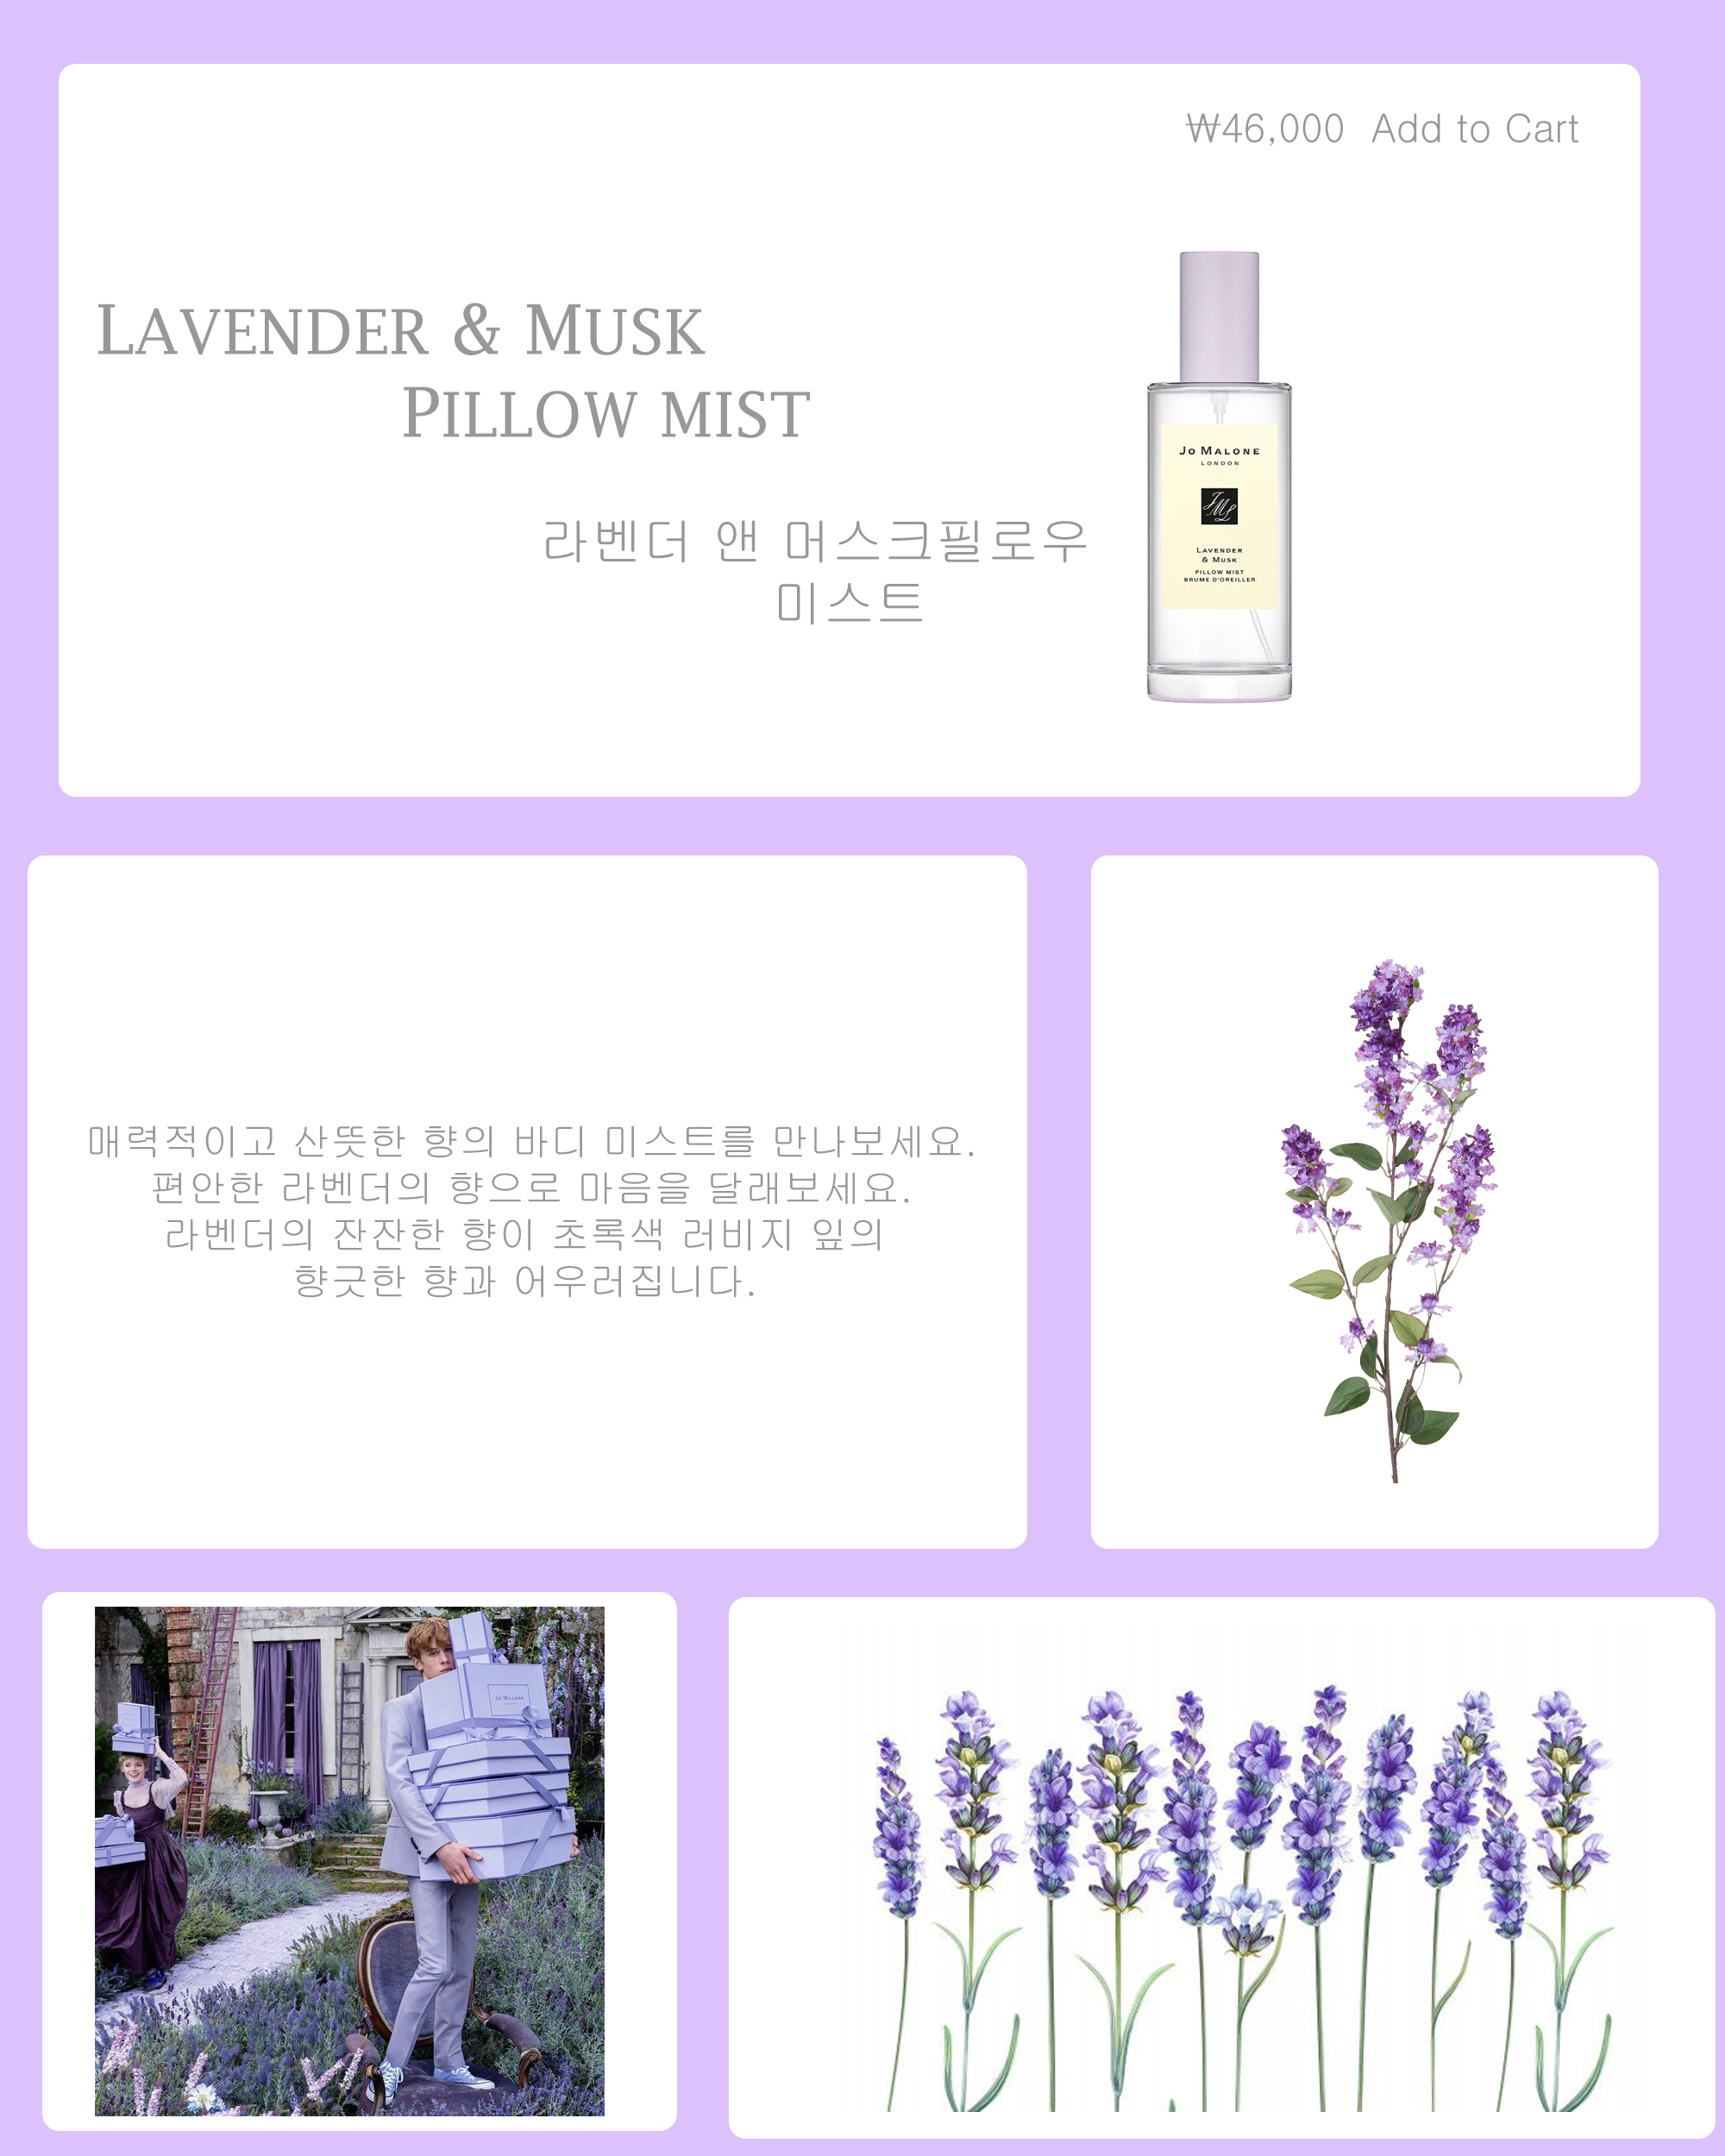 ₩46,000 Add to Cart
LAVENDER & MUSK
PILLOW MIST
라벤더 앤 머스크필로우
미스트
JO MALONE
LONDON
JML
LAVENDER
& MUSK
PILLOW MIST
BRUME D'OREILLER
매력적이고 산뜻한 향의 바디 미스트를 만나보세요.
편안한 라벤더의 향으로 마음을 달래보세요.
라벤더의 잔잔한 향이 초록색 러비지 잎의
향긋한 향과 어우러집니다.
JO MALONE
LONDON